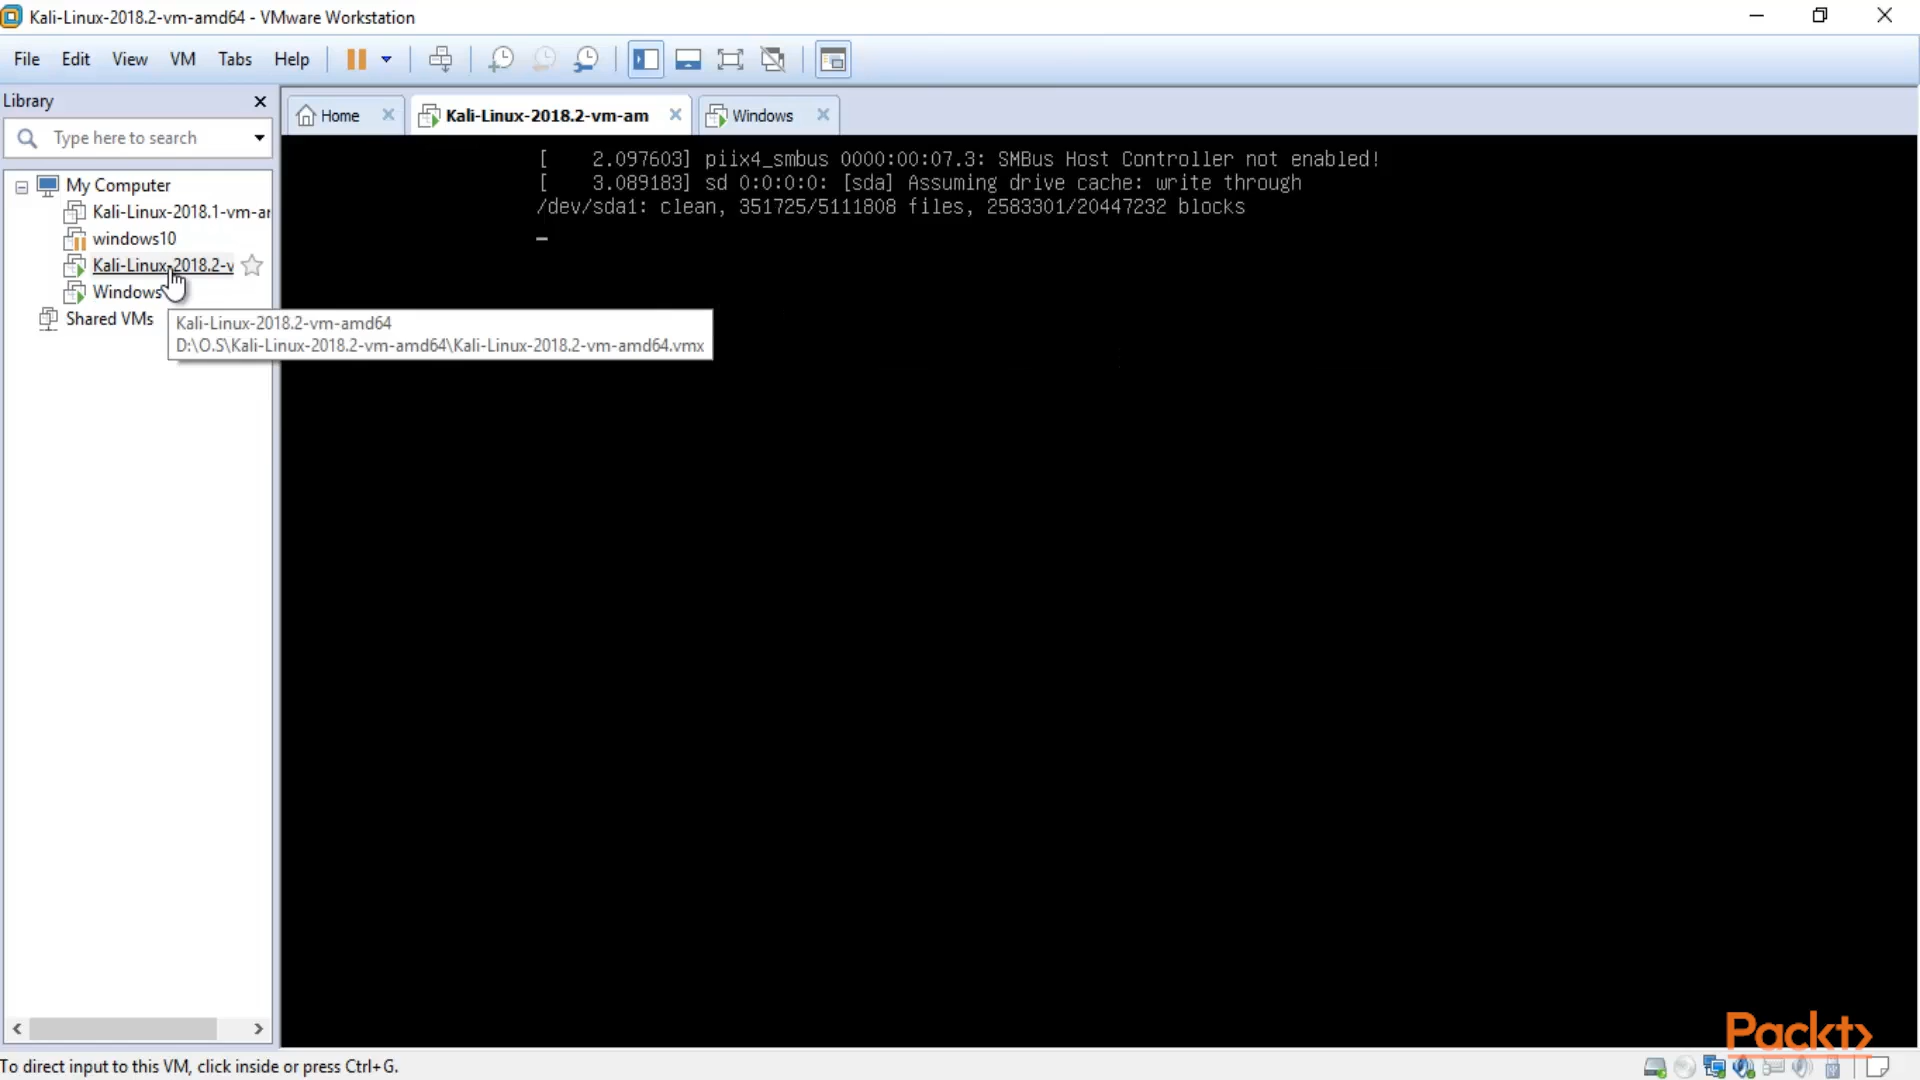 Kali-Linux-2018.2-vm-amd64 - VMware Workstation
File Edit View VM Tabs Help
Library
Home
Kali-Linux-2018.2-vm-am
Windows
Type here to search
My Computer
Kali-Linux-2018.1-vm-ar
windows10
Kali-Linux-2018.2-v
Windows
Shared VMs
Kali-Linux-2018.2-vm-amd64
D:\O.S\Kali-Linux-2018.2-vm-amd64\Kali-Linux-2018.2-vm-amd64.vmx
[    2.097603] piix4_smbus 0000:00:07.3: SMBus Host Controller not enabled!
[    3.089183] sd 0:0:0:0: [sda] Assuming drive cache: write through
/dev/sda1: clean, 351725/5111808 files, 2583301/20447232 blocks
Packt>
To direct input to this VM, click inside or press Ctrl+G.